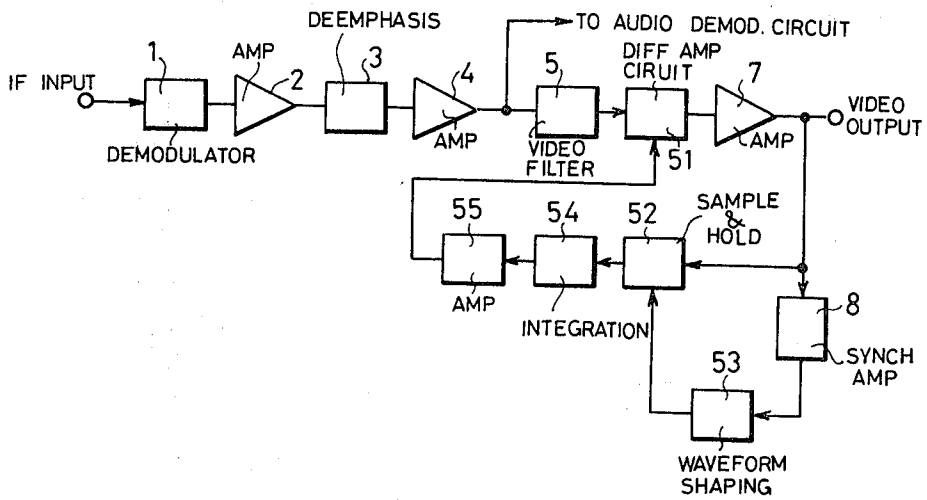 TO AUDIO DEMOD. CIRCUIT
DEEMPHASIS
DIFF AMP
CIRUIT
IF INPUT
1
AMP
2
3
4
5
7
VIDEO
OUTPUT
DEMODULATOR
AMP
VIDEO
FILTER
51
AMP
55
54
52
SAMPLE
&
HOLD
AMP
INTEGRATION
8
SYNCH
AMP
53
WAVEFORM
SHAPING